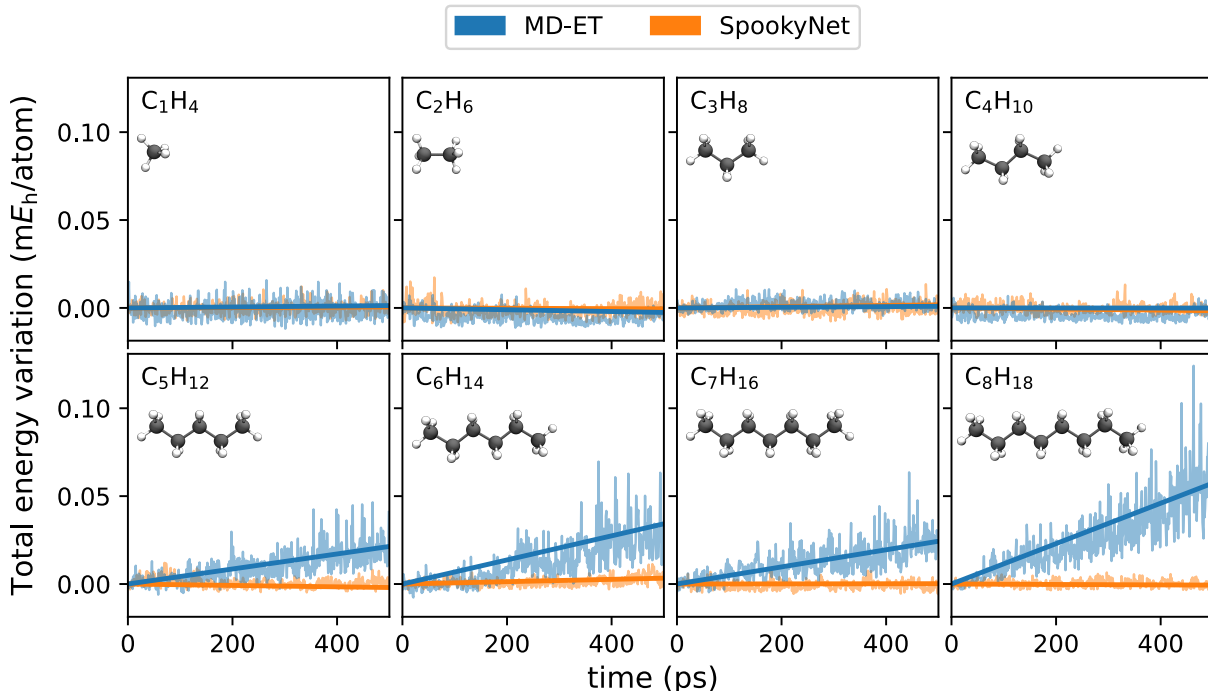 MD-ET SpookyNet
Total energy variation (mE_h/atom)
C₁H₄ C₂H₆ C₃H₈ C₄H₁₀
0.10
0.05
0.00
C₅H₁₂ C₆H₁₄ C₇H₁₆ C₈H₁₈
0.10
0.05
0.00
0 200 400 0 200 400 0 200 400 0 200 400
time (ps)